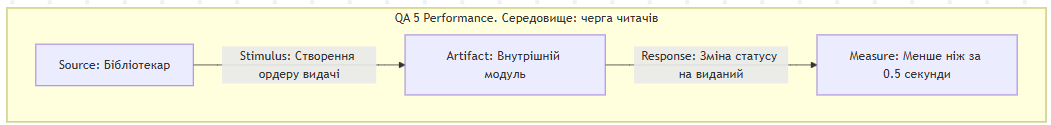 QA 5 Performance. Середовище: черга читачів
Source: Бібліотекар
Stimulus: Створення
ордеру видачі
Artifact: Внутрішній
модуль
Response: Зміна статусу
на виданий
Measure: Менше ніж за
0.5 секунди